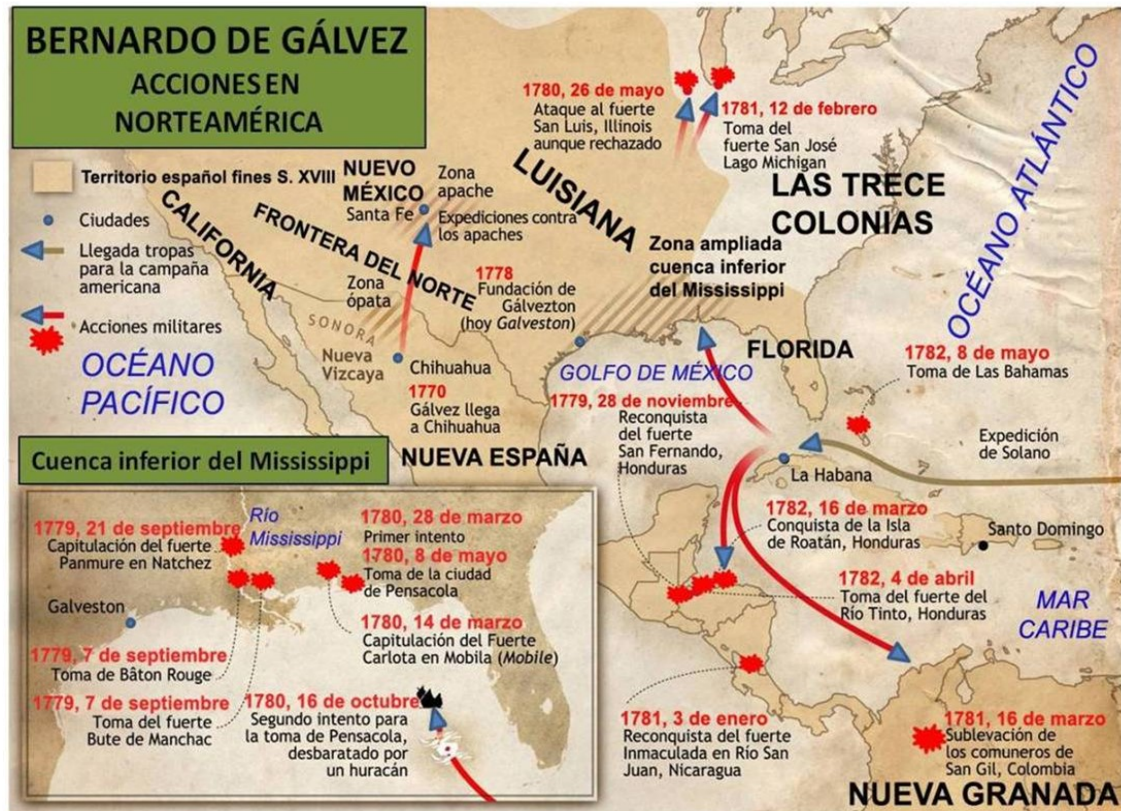 BERNARDO DE GÁLVEZ
ACCIONES EN
NORTEAMÉRICA
Territorio español fines S. XVIII
Ciudades
Llegada tropas
para la campaña
americana
Acciones militares
OCÉANO
PACÍFICO
CALIFORNIA
NUEVO
MÉXICO
Santa Fe
Zona
apache
Expediciones contra
los apaches
FRONTERA DEL NORTE
Zona
ópata
SONORA
Nueva
Vizcaya
Chihuahua
1770
Gálvez llega
a Chihuahua
1778
Fundación de
Gálvezton
(hoy Galveston)
NUEVA ESPAÑA
LUISIANA
1780, 26 de mayo
Ataque al fuerte
San Luis, Illinois
aunque rechazado
1781, 12 de febrero
Toma del
fuerte San José
Lago Michigan
LAS TRECE
COLONIAS
Zona ampliada
cuenca inferior
del Mississippi
OCÉANO ATLÁNTICO
FLORIDA
GOLFO DE MÉXICO
1782, 8 de mayo
Toma de Las Bahamas
1779, 28 de noviembre
Reconquista
del fuerte
San Fernando,
Honduras
La Habana
Expedición
de Solano
1782, 16 de marzo
Conquista de la Isla
de Roatán, Honduras
Santo Domingo
1782, 4 de abril
Toma del fuerte del
Río Tinto, Honduras
MAR
CARIBE
1781, 3 de enero
Reconquista del fuerte
Inmaculada en Río San
Juan, Nicaragua
1781, 16 de marzo
Sublevación de
los comuneros de
San Gil, Colombia
NUEVA GRANADA
Cuenca inferior del Mississippi
1779, 21 de septiembre
Capitulación del fuerte
Panmure en Natchez
Río
Mississippi
1780, 28 de marzo
Primer intento
1780, 8 de mayo
Toma de la ciudad
de Pensacola
Galveston
1780, 14 de marzo
Capitulación del Fuerte
Carlota en Mobila (Mobile)
1779, 7 de septiembre
Toma de Bâton Rouge
1779, 7 de septiembre
Toma del fuerte
Bute de Manchac
1780, 16 de octubre
Segundo intento para
la toma de Pensacola,
desbaratado por
un huracán